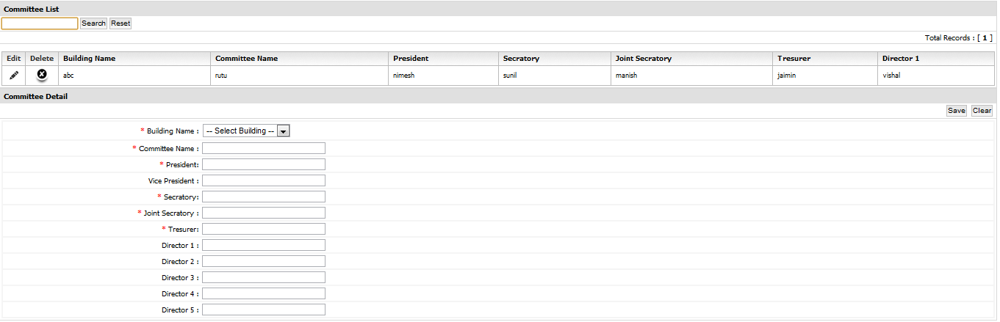 Committee List
Search Reset
Total Records : [ 1 ]
Edit Delete Building Name Committee Name President Secratory Joint Secratory Tresurer Director 1
abc rutu nimesh sunil manish jaimin vishal
Committee Detail
Save Clear
* Building Name : -- Select Building --
* Committee Name :
* President:
Vice President :
* Secratory:
* Joint Secratory :
* Tresurer:
Director 1 :
Director 2 :
Director 3 :
Director 4 :
Director 5 :